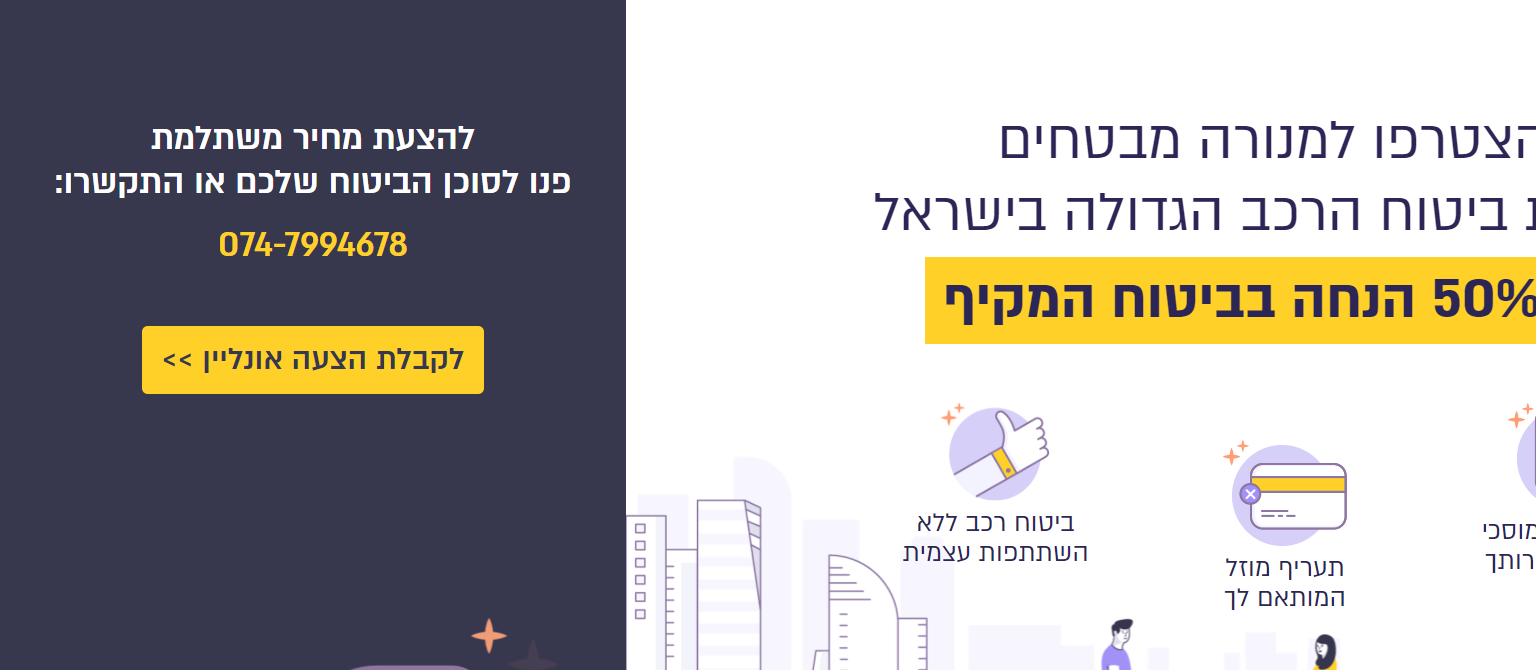 הצטרפו למנורה מבטחים
ביטוח הרכב הגדולה בישראל
50% הנחה בביטוח המקיף
ביטוח רכב ללא
השתתפות עצמית
תעריף מוזל
המותאם לך
להצעת מחיר משתלמת
פנו לסוכן הביטוח שלכם או התקשרו:
074-7994678
לקבלת הצעה אונליין >>